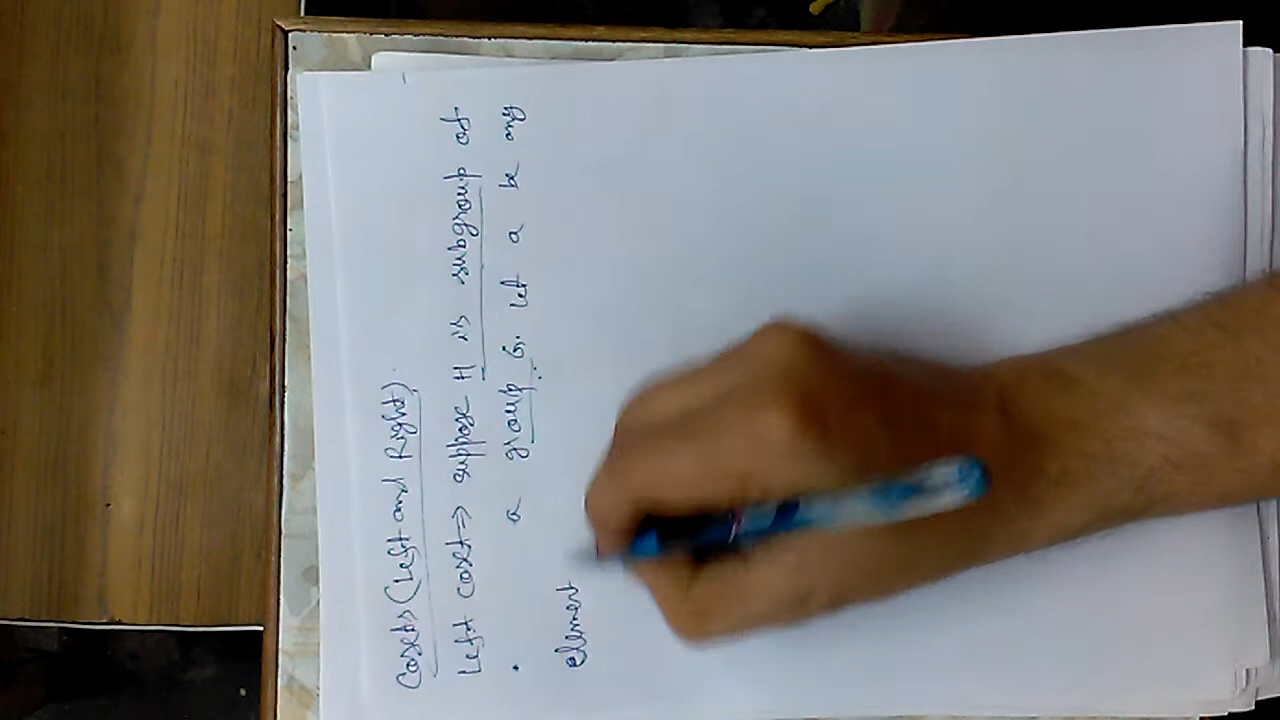 Cosets (Left and Right).
Left coset ⇒ suppose H is subgroup of
a group G. let a be any
element